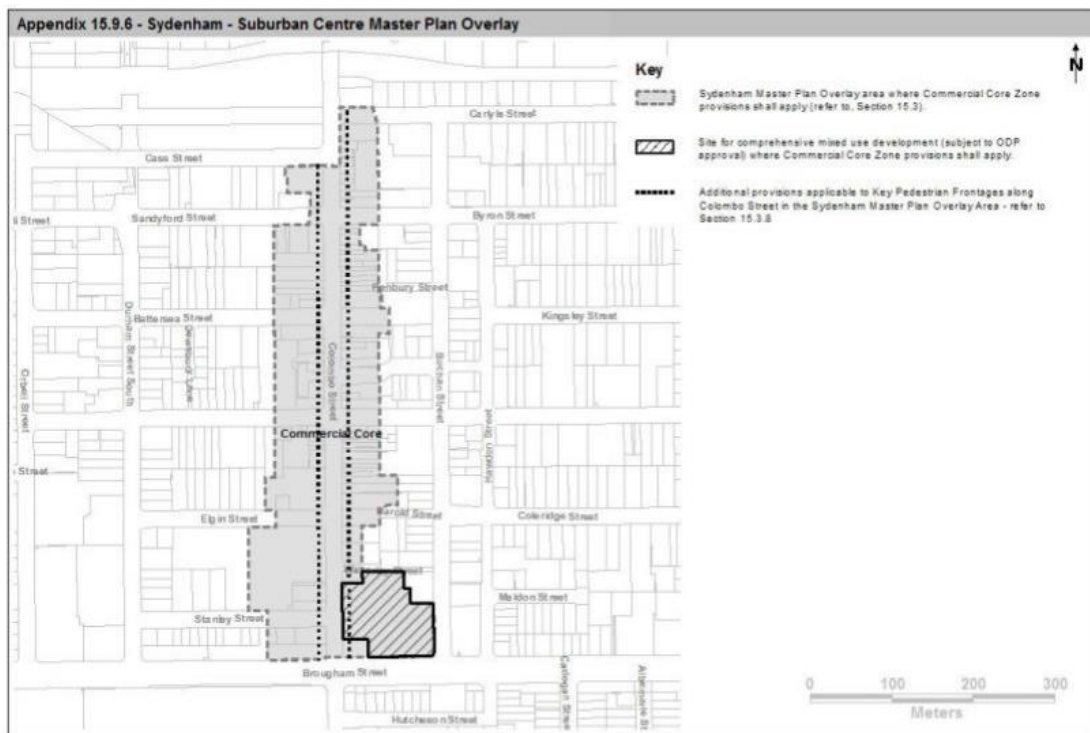 Appendix 15.9.6 - Sydenham - Suburban Centre Master Plan Overlay
N
Key
Sydenham Master Plan Overlay area where Commercial Core Zone
provisions shall apply (refer to, Section 15.3).
Site for comprehensive mixed use development (subject to ODP
approval) where Commercial Core Zone provisions shall apply.
Additional provisions applicable to Key Pedestrian Frontages along
Colombo Street in the Sydenham Master Plan Overlay Area - refer to
Section 15.3.8
Carlyle Street
Cass Street
Sandyford Street
Byron Street
Street
Battersea Street
Kingsley Street
Durham Street South
Colombo Street
Buchan Street
Orbell Street
Commercial Core
Hawdon Street
Street
Elgin Street
Harold Street
Coleridge Street
Street
Meldon Street
Stanley Street
Brougham Street
Hutcheson Street
0 100 200 300
Meters